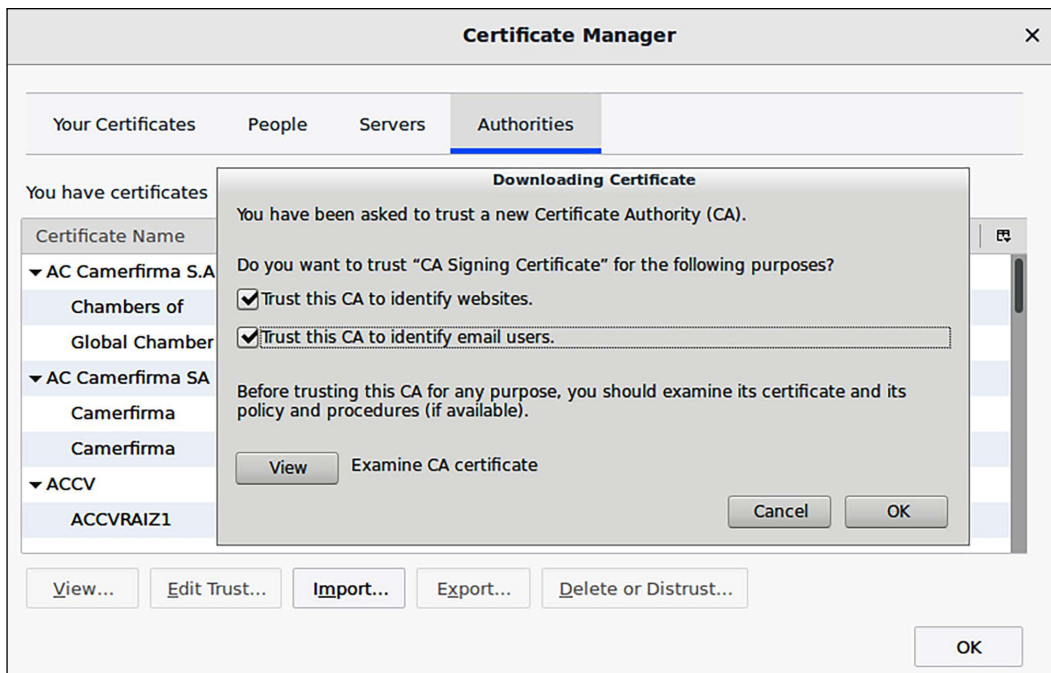 Certificate Manager
Your Certificates People Servers Authorities
You have certificates
Downloading Certificate
You have been asked to trust a new Certificate Authority (CA).
Do you want to trust “CA Signing Certificate” for the following purposes?
Trust this CA to identify websites.
Trust this CA to identify email users.
Before trusting this CA for any purpose, you should examine its certificate and its
policy and procedures (if available).
View Examine CA certificate
Cancel OK
Certificate Name
AC Camerfirma S.A
Chambers of
Global Chamber
AC Camerfirma SA
Camerfirma
Camerfirma
ACCV
ACCVRAIZ1
View... Edit Trust... Import... Export... Delete or Distrust...
OK